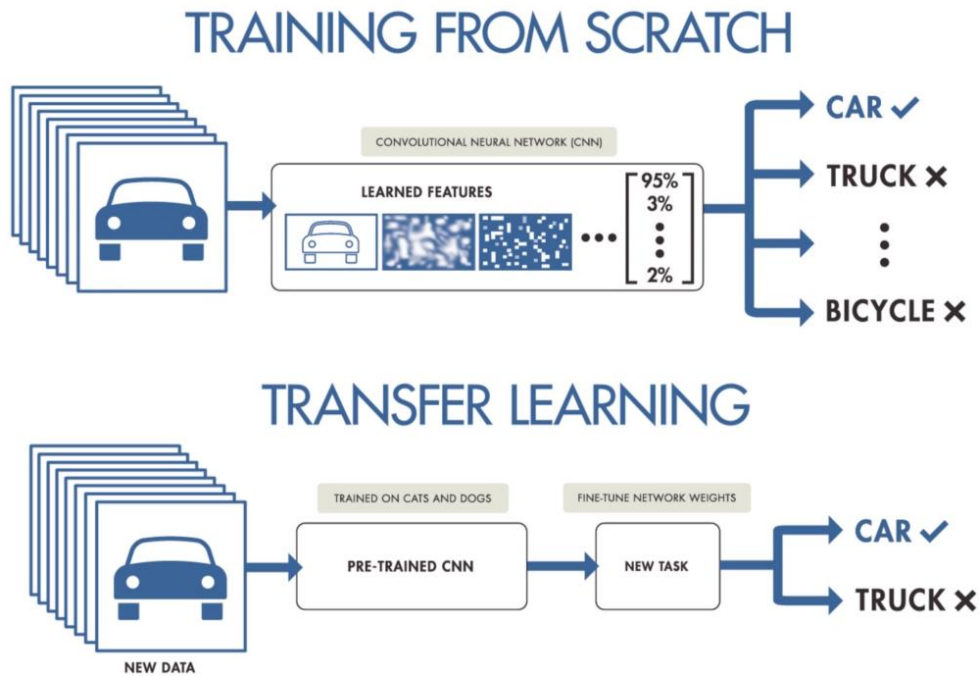 TRAINING FROM SCRATCH
CONVOLUTIONAL NEURAL NETWORK (CNN)
LEARNED FEATURES
95%
3%
2%
CAR ✓
TRUCK ✕
BICYCLE ✕
TRANSFER LEARNING
TRAINED ON CATS AND DOGS
FINE-TUNE NETWORK WEIGHTS
PRE-TRAINED CNN
NEW TASK
CAR ✓
TRUCK ✕
NEW DATA